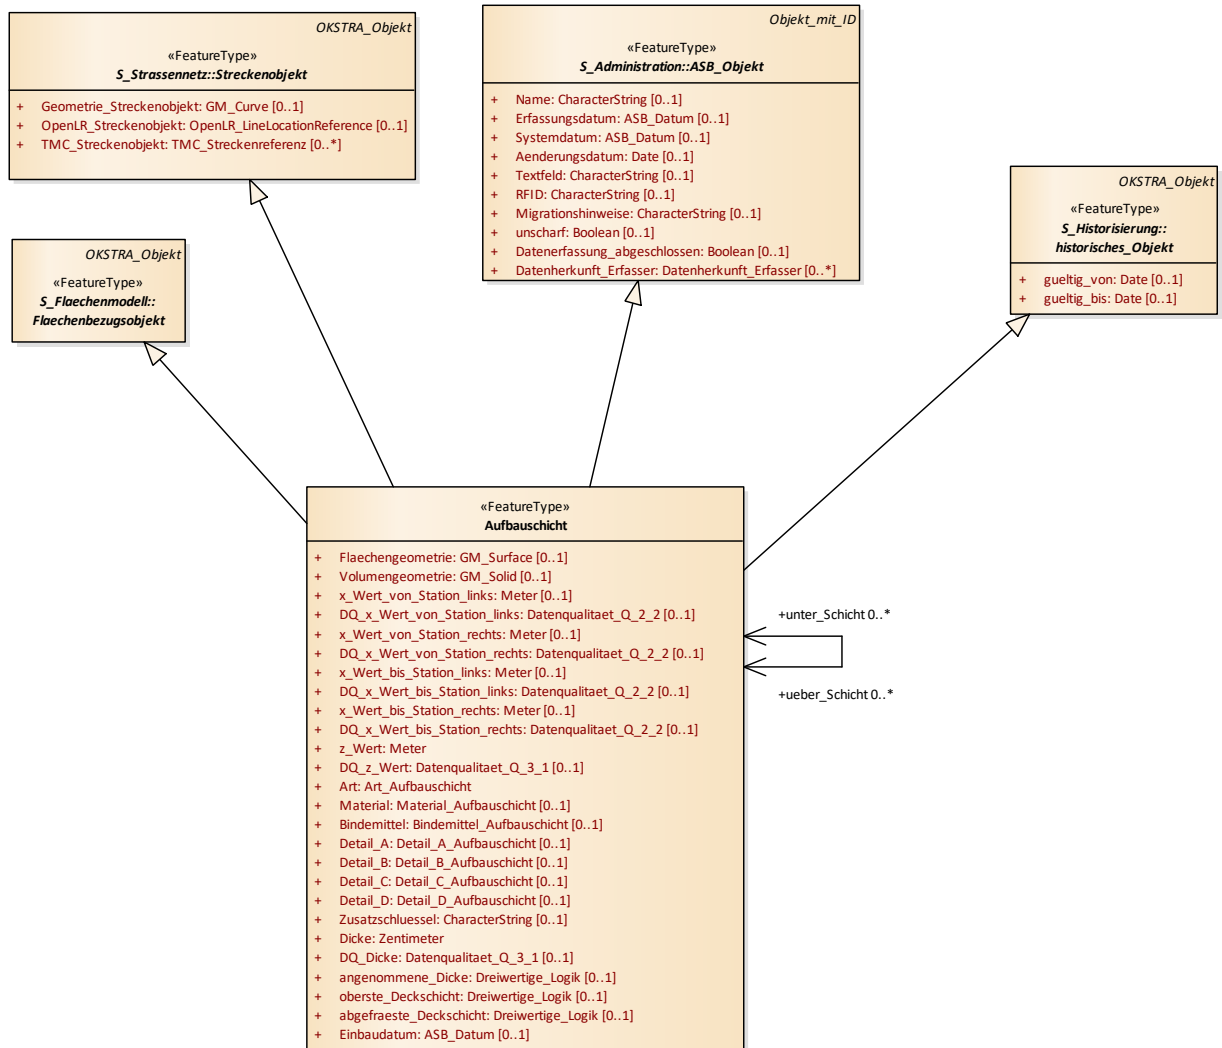 OKSTRA_Objekt
«FeatureType»
S_Strassennetz::Streckenobjekt
+ Geometrie_Streckenobjekt: GM_Curve [0..1]
+ OpenLR_Streckenobjekt: OpenLR_LineLocationReference [0..1]
+ TMC_Streckenobjekt: TMC_Streckenreferenz [0..*]
Objekt_mit_ID
«FeatureType»
S_Administration::ASB_Objekt
+ Name: CharacterString [0..1]
+ Erfassungsdatum: ASB_Datum [0..1]
+ Systemdatum: ASB_Datum [0..1]
+ Aenderungsdatum: Date [0..1]
+ Textfeld: CharacterString [0..1]
+ RFID: CharacterString [0..1]
+ Migrationshinweise: CharacterString [0..1]
+ unscharf: Boolean [0..1]
+ Datenerfassung_abgeschlossen: Boolean [0..1]
+ Datenherkunft_Erfasser: Datenherkunft_Erfasser [0..*]
OKSTRA_Objekt
«FeatureType»
S_Historisierung::
historisches_Objekt
+ gueltig_von: Date [0..1]
+ gueltig_bis: Date [0..1]
OKSTRA_Objekt
«FeatureType»
S_Flaechenmodell::
Flaechenbezugsobjekt
«FeatureType»
Aufbauschicht
+ Flaechengeometrie: GM_Surface [0..1]
+ Volumengeometrie: GM_Solid [0..1]
+ x_Wert_von_Station_links: Meter [0..1]
+ DQ_x_Wert_von_Station_links: Datenqualitaet_Q_2_2 [0..1]
+ x_Wert_von_Station_rechts: Meter [0..1]
+ DQ_x_Wert_von_Station_rechts: Datenqualitaet_Q_2_2 [0..1]
+ x_Wert_bis_Station_links: Meter [0..1]
+ DQ_x_Wert_bis_Station_links: Datenqualitaet_Q_2_2 [0..1]
+ x_Wert_bis_Station_rechts: Meter [0..1]
+ DQ_x_Wert_bis_Station_rechts: Datenqualitaet_Q_2_2 [0..1]
+ z_Wert: Meter
+ DQ_z_Wert: Datenqualitaet_Q_3_1 [0..1]
+ Art: Art_Aufbauschicht
+ Material: Material_Aufbauschicht [0..1]
+ Bindemittel: Bindemittel_Aufbauschicht [0..1]
+ Detail_A: Detail_A_Aufbauschicht [0..1]
+ Detail_B: Detail_B_Aufbauschicht [0..1]
+ Detail_C: Detail_C_Aufbauschicht [0..1]
+ Detail_D: Detail_D_Aufbauschicht [0..1]
+ Zusatzschluessel: CharacterString [0..1]
+ Dicke: Zentimeter
+ DQ_Dicke: Datenqualitaet_Q_3_1 [0..1]
+ angenommene_Dicke: Dreiwertige_Logik [0..1]
+ oberste_Deckschicht: Dreiwertige_Logik [0..1]
+ abgefraeste_Deckschicht: Dreiwertige_Logik [0..1]
+ Einbaudatum: ASB_Datum [0..1]
+unter_Schicht 0..*
+ueber_Schicht 0..*